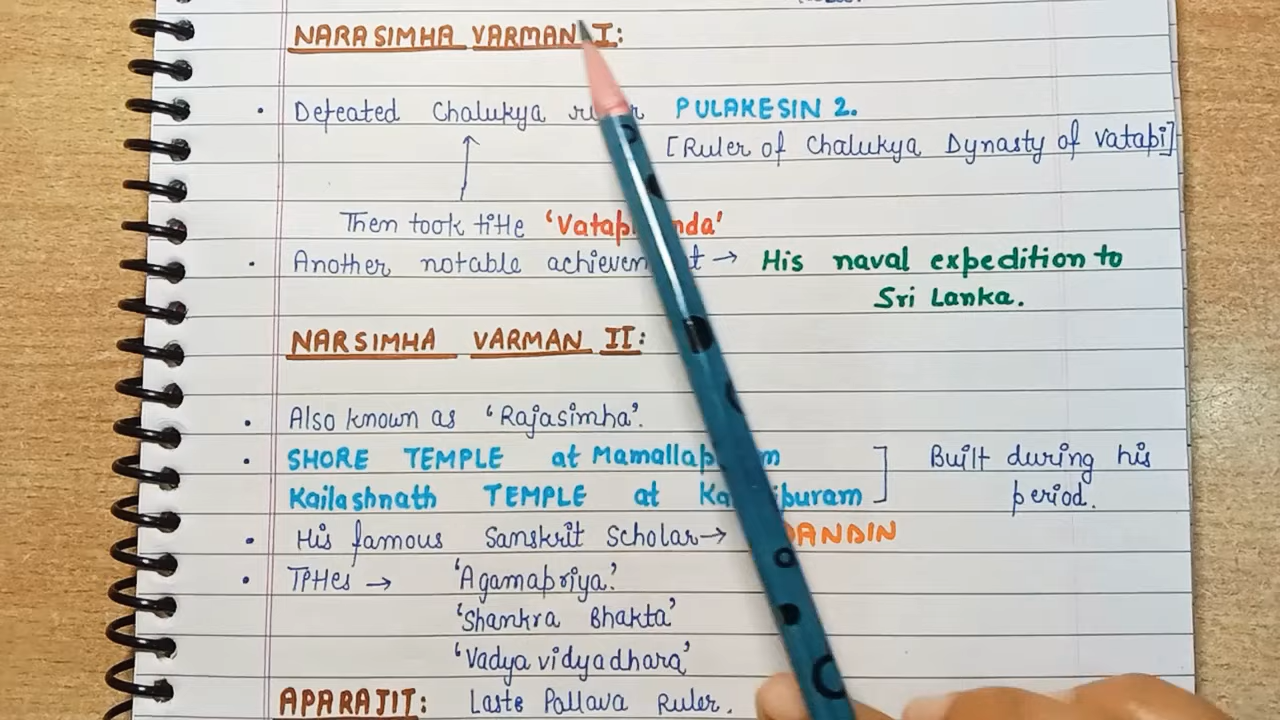 NARASIMHA VARMAN I:
• Defeated Chalukya PULAKESIN 2.
[Ruler of Chalukya Dynasty of Vatapi]
Then took title
• Another notable → His naval expedition to
Sri Lanka.
NARSIMHA VARMAN II:
• Also known as 'Rajasimha'.
• SHORE TEMPLE at
Kailashnath TEMPLE at
] Built during his
period.
• His famous Sanskrit Scholar→
• Titles → 'Agamapriya'.
'Shankra Bhakta'
'Vadya vidyadhara'
APARAJIT: Laste Pallava Ruler.